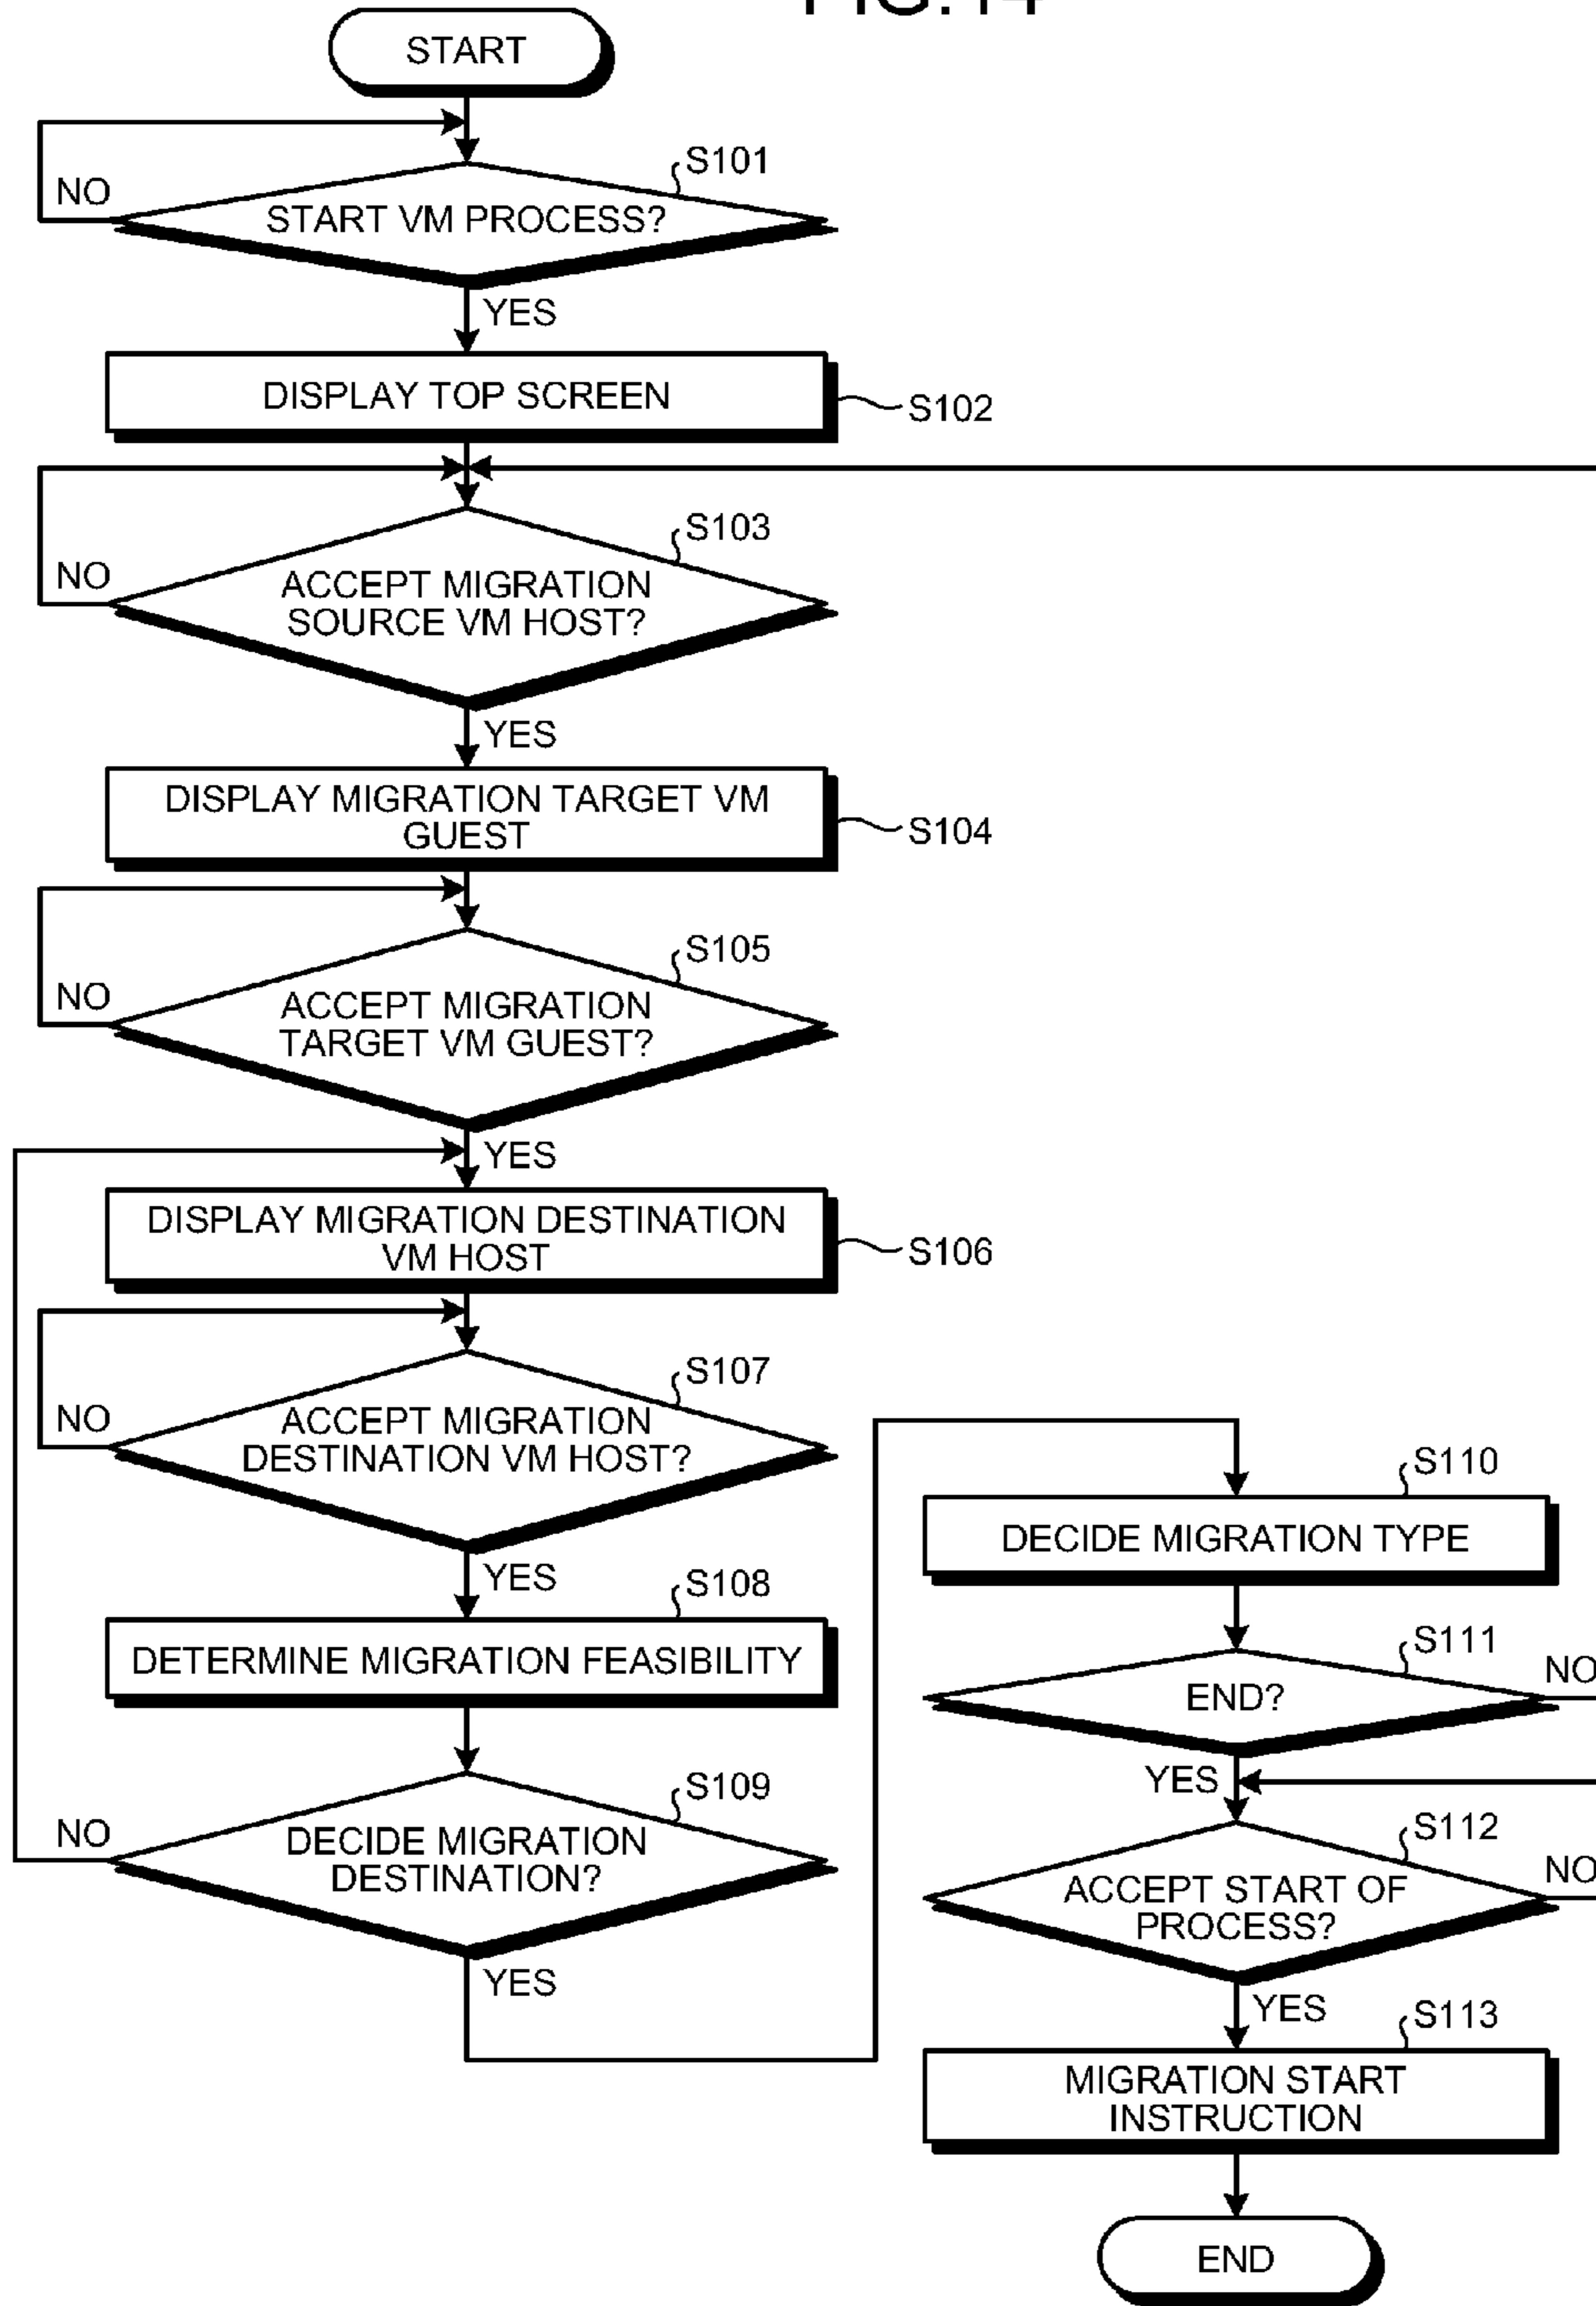 FIG.14
START
S101
NO
START VM PROCESS?
YES
DISPLAY TOP SCREEN
S102
S103
NO
ACCEPT MIGRATION
SOURCE VM HOST?
YES
DISPLAY MIGRATION TARGET VM
GUEST
S104
S105
NO
ACCEPT MIGRATION
TARGET VM GUEST?
YES
DISPLAY MIGRATION DESTINATION
VM HOST
S106
S107
NO
ACCEPT MIGRATION
DESTINATION VM HOST?
YES
S108
DETERMINE MIGRATION FEASIBILITY
S109
NO
DECIDE MIGRATION
DESTINATION?
YES
S110
DECIDE MIGRATION TYPE
S111
NO
END?
YES
S112
NO
ACCEPT START OF
PROCESS?
YES
S113
MIGRATION START
INSTRUCTION
END